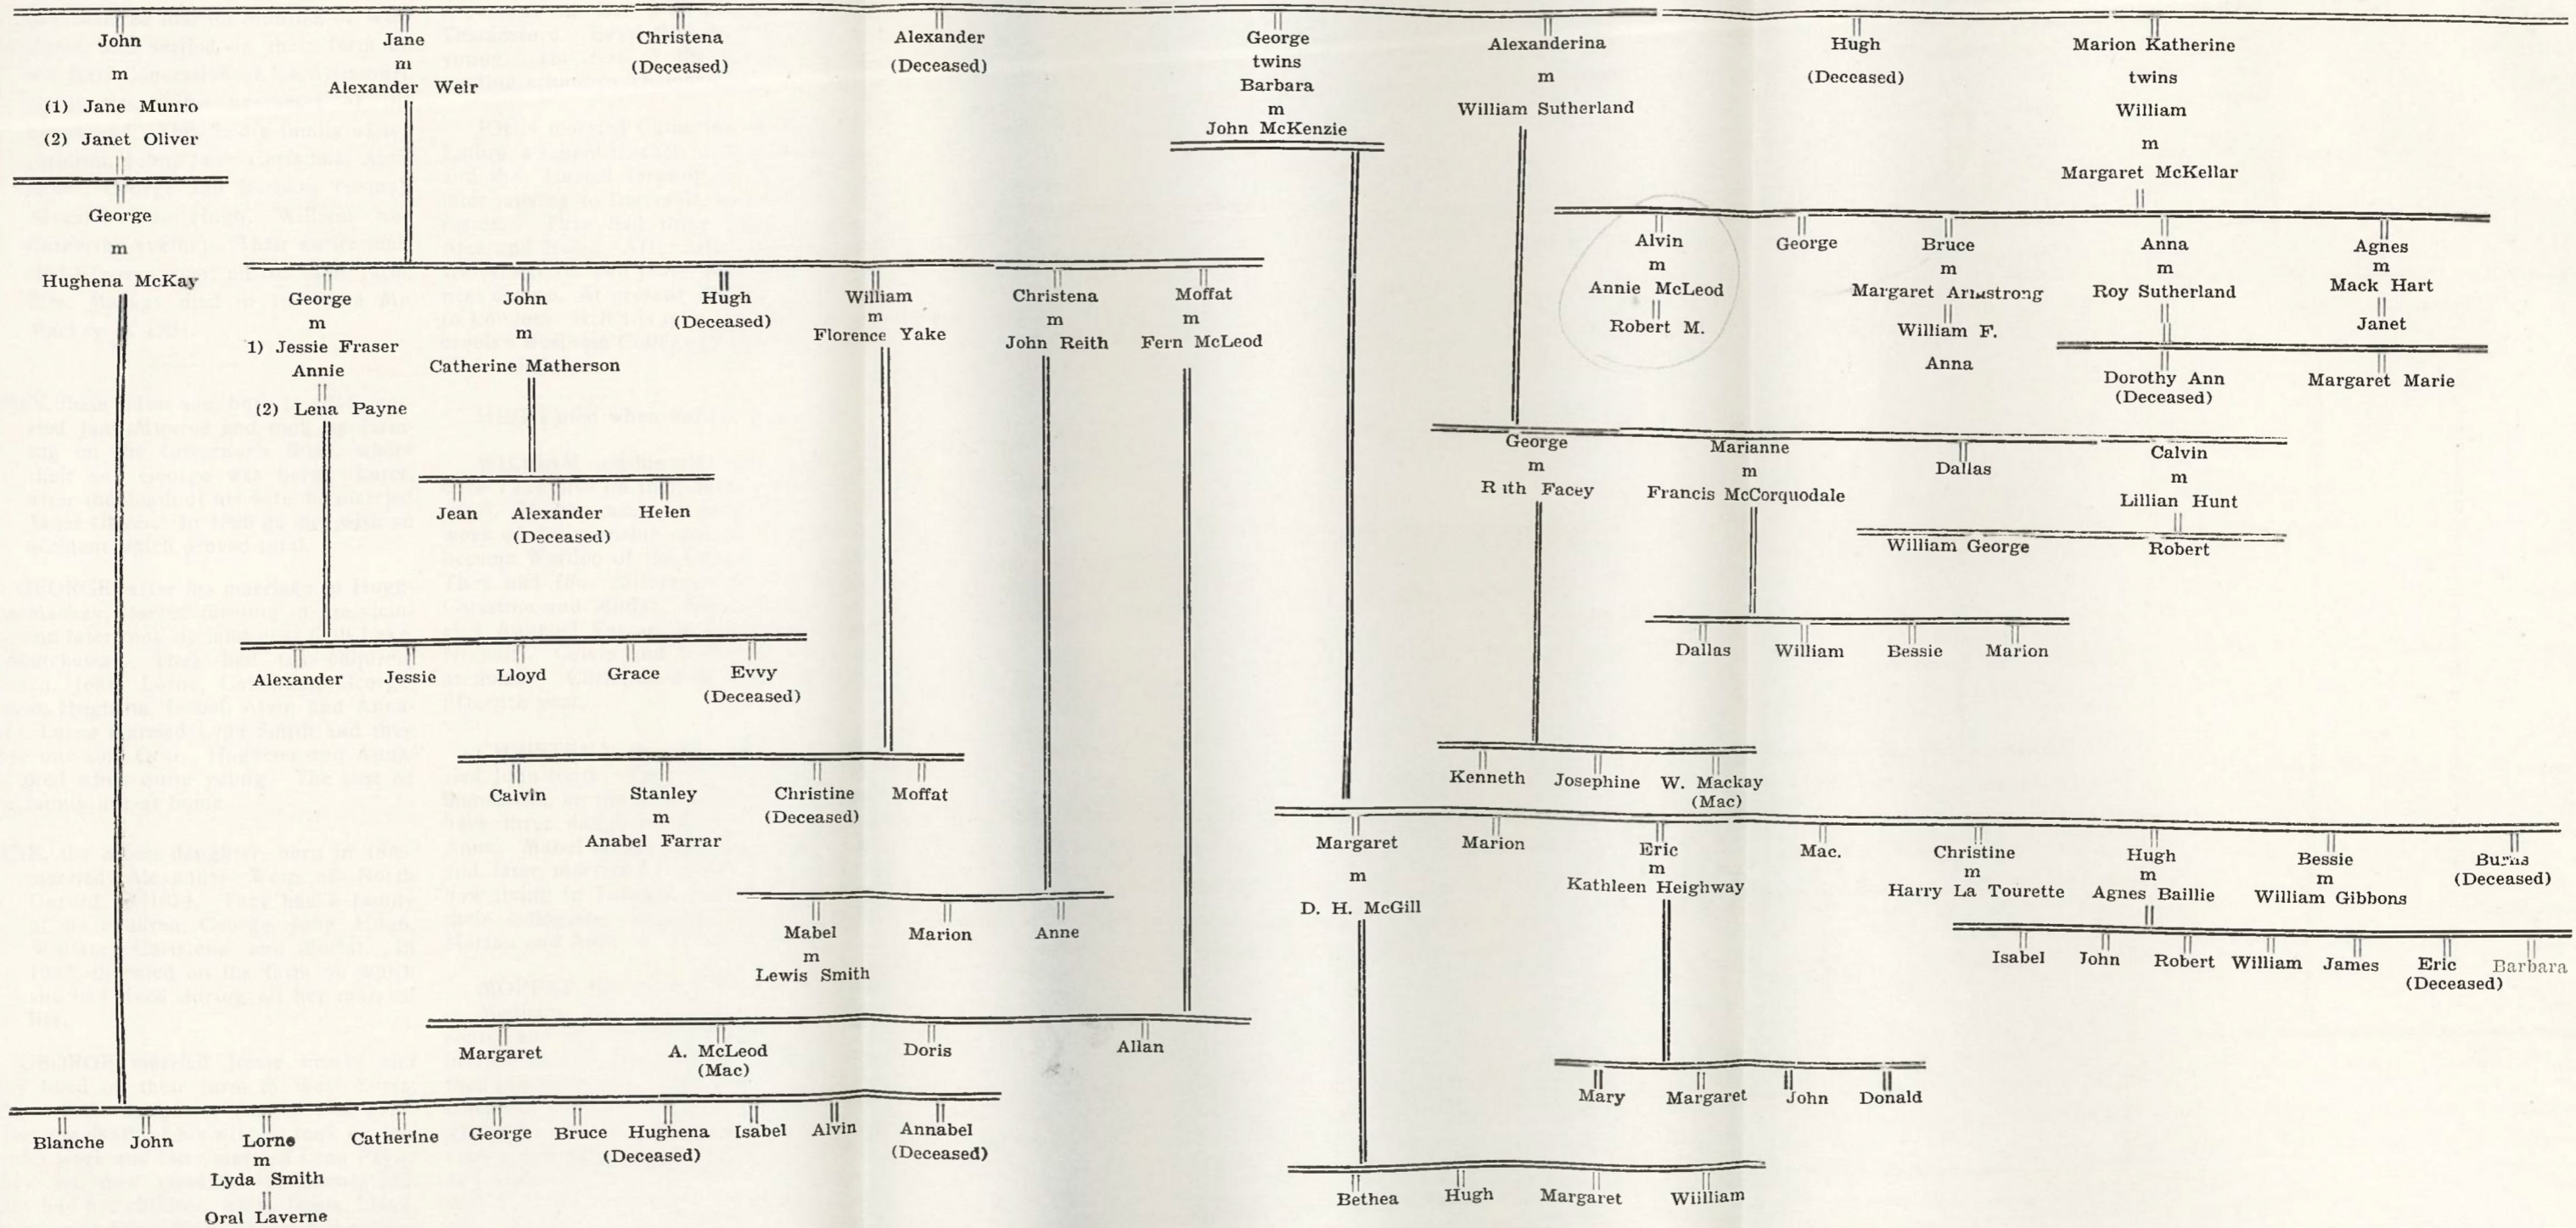 John
m
(1) Jane Munro
(2) Janet Oliver
George
m
Hughena McKay
Jane
m
Alexander Weir
Christena
(Deceased)
Alexander
(Deceased)
George
twins
Barbara
m
John McKenzie
Alexanderina
m
William Sutherland
Hugh
(Deceased)
Marion Katherine
twins
William
m
Margaret McKellar
Alvin
m
Annie McLeod
Robert M.
George
Bruce
m
Margaret Armstrong
William F.
Anna
Anna
m
Roy Sutherland
Agnes
m
Mack Hart
Janet
Dorothy Ann
(Deceased)
Margaret Marie
George
m
1) Jessie Fraser
Annie
(2) Lena Payne
John
m
Catherine Matherson
Hugh
(Deceased)
William
m
Florence Yake
Christena
m
John Reith
Moffat
m
Fern McLeod
Jean
Alexander
(Deceased)
Helen
George
m
R ith Facey
Marianne
m
Francis McCorquodale
Dallas
Calvin
m
Lillian Hunt
William George
Robert
Dallas
William
Bessie
Marion
Alexander
Jessie
Lloyd
Grace
Evvy
(Deceased)
Kenneth
Josephine
W. Mackay
(Mac)
Calvin
Stanley
m
Anabel Farrar
Christine
(Deceased)
Moffat
Margaret
m
D. H. McGill
Marion
Eric
m
Kathleen Heighway
Mac.
Christine
m
Harry La Tourette
Hugh
m
Agnes Baillie
Bessie
m
William Gibbons
(Deceased)
Isabel
John
Robert
William
James
Eric
(Deceased)
Barbara
Mabel
m
Lewis Smith
Marion
Anne
Margaret
A. McLeod
(Mac)
Doris
Allan
Mary
Margaret
John
Donald
Blanche
John
Lorne
m
Lyda Smith
Oral Laverne
Catherine
George
Bruce
Hughena
(Deceased)
Isabel
Alvin
Annabel
(Deceased)
Bethea
Hugh
Margaret
Wiilliam